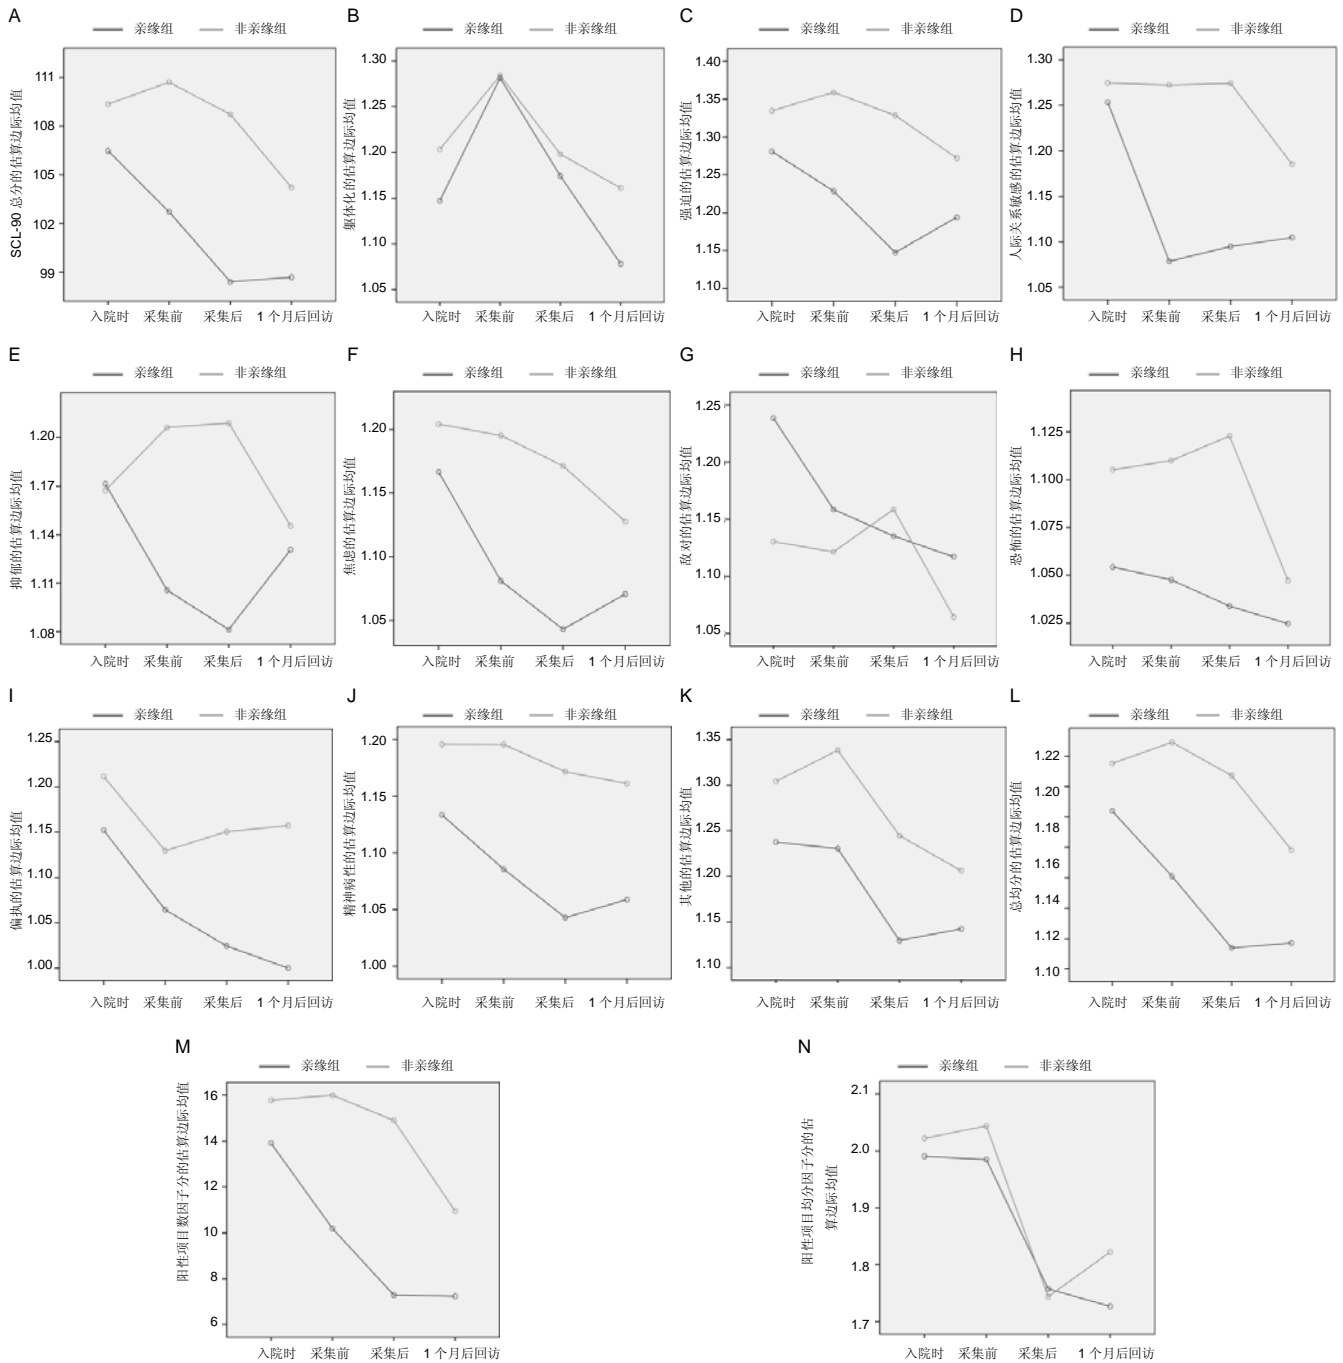 A
亲缘组 非亲缘组
SCL-90 总分的估算边际均值
111
108
105
102
99
入院时 采集前 采集后 1 个月后回访
B
亲缘组 非亲缘组
躯体化的估算边际均值
1.30
1.25
1.20
1.15
1.10
1.05
入院时 采集前 采集后 1 个月后回访
C
亲缘组 非亲缘组
强迫的估算边际均值
1.40
1.35
1.30
1.25
1.20
1.15
1.10
入院时 采集前 采集后 1 个月后回访
D
亲缘组 非亲缘组
人际关系敏感的估算边际均值
1.30
1.25
1.20
1.15
1.10
1.05
入院时 采集前 采集后 1 个月后回访
E
亲缘组 非亲缘组
抑郁的估算边际均值
1.20
1.17
1.14
1.11
1.08
入院时 采集前 采集后 1 个月后回访
F
亲缘组 非亲缘组
焦虑的估算边际均值
1.20
1.15
1.10
1.05
入院时 采集前 采集后 1 个月后回访
G
亲缘组 非亲缘组
敌对的估算边际均值
1.25
1.20
1.15
1.10
1.05
入院时 采集前 采集后 1 个月后回访
H
亲缘组 非亲缘组
恐怖的估算边际均值
1.125
1.100
1.075
1.050
1.025
入院时 采集前 采集后 1 个月后回访
I
亲缘组 非亲缘组
偏执的估算边际均值
1.25
1.20
1.15
1.10
1.05
1.00
入院时 采集前 采集后 1 个月后回访
J
亲缘组 非亲缘组
精神病性的估算边际均值
1.20
1.15
1.10
1.05
1.00
入院时 采集前 采集后 1 个月后回访
K
亲缘组 非亲缘组
其他的估算边际均值
1.35
1.30
1.25
1.20
1.15
1.10
入院时 采集前 采集后 1 个月后回访
L
亲缘组 非亲缘组
总均分的估算边际均值
1.22
1.20
1.18
1.16
1.14
1.12
1.10
入院时 采集前 采集后 1 个月后回访
M
亲缘组 非亲缘组
阳性项目数因子分的估算边际均值
16
14
12
10
8
6
入院时 采集前 采集后 1 个月后回访
N
亲缘组 非亲缘组
阳性项目均分因子分的估
算边际均值
2.1
2.0
1.9
1.8
1.7
入院时 采集前 采集后 1 个月后回访